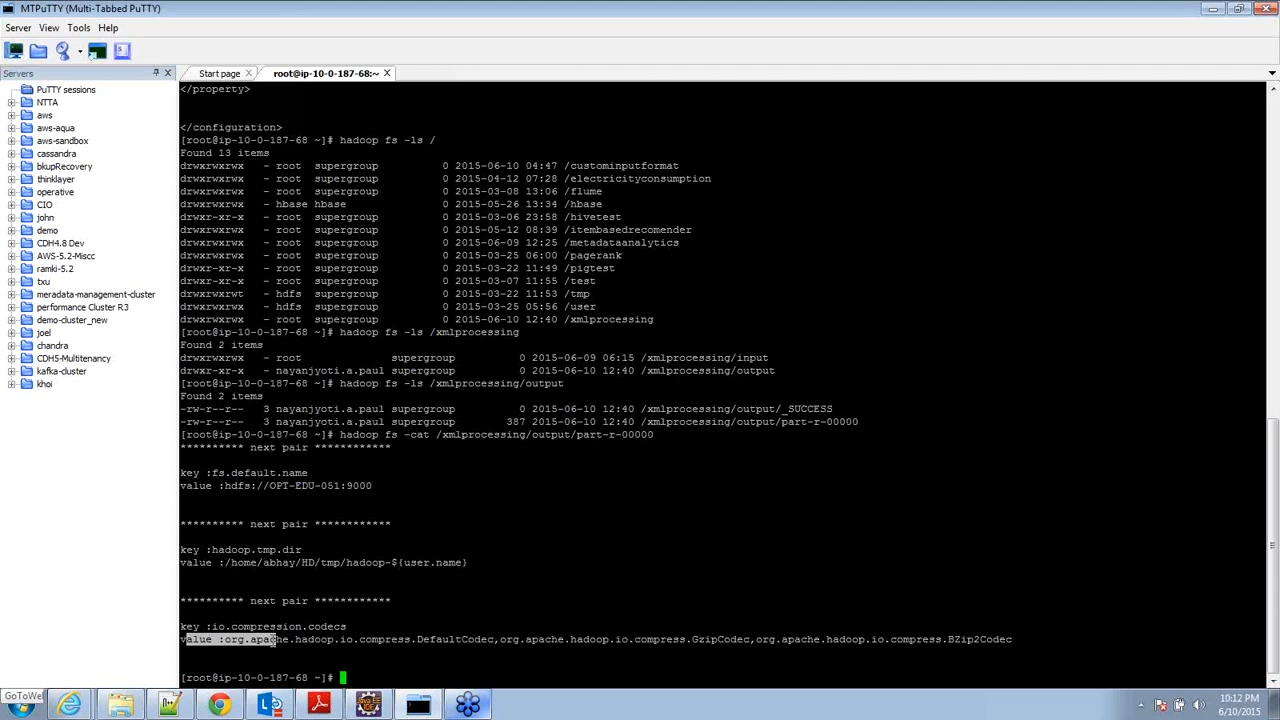 MTPuTTY (Multi-Tabbed PuTTY)
Server View Tools Help
Servers
Start page
root@ip-10-0-187-68:~
PuTTY sessions
NTTA
aws
aws-aqua
aws-sandbox
cassandra
bkupRecovery
thinklayer
operative
CIO
john
demo
CDH4.8 Dev
AWS-5.2-Miscc
ramki-5.2
txu
meradata-management-cluster
performance Cluster R3
demo-cluster_new
joel
chandra
CDH5-Multitenancy
kafka-cluster
khoi
</property>
</configuration>
[root@ip-10-0-187-68 ~]# hadoop fs -ls /
Found 13 items
drwxrwxrwx - root supergroup 0 2015-06-10 04:47 /custominputformat
drwxrwxrwx - root supergroup 0 2015-04-12 07:28 /electricityconsumption
drwxrwxrwx - root supergroup 0 2015-03-08 13:06 /flume
drwxrwxrwx - hbase hbase 0 2015-05-26 13:34 /hbase
drwxr-xr-x - root supergroup 0 2015-03-06 23:58 /hivetest
drwxrwxrwx - root supergroup 0 2015-05-12 08:39 /itembasedrecomender
drwxrwxrwx - root supergroup 0 2015-06-09 12:25 /metadataanalytics
drwxrwxrwx - root supergroup 0 2015-03-25 06:00 /pagerank
drwxr-xr-x - root supergroup 0 2015-03-22 11:49 /pigtest
drwxr-xr-x - root supergroup 0 2015-03-07 11:55 /test
drwxrwxrwt - hdfs supergroup 0 2015-03-22 11:53 /tmp
drwxr-xr-x - hdfs supergroup 0 2015-03-25 05:56 /user
drwxrwxrwx - root supergroup 0 2015-06-10 12:40 /xmlprocessing
[root@ip-10-0-187-68 ~]# hadoop fs -ls /xmlprocessing
Found 2 items
drwxrwxrwx - root supergroup 0 2015-06-09 06:15 /xmlprocessing/input
drwxr-xr-x - nayanjyoti.a.paul supergroup 0 2015-06-10 12:40 /xmlprocessing/output
[root@ip-10-0-187-68 ~]# hadoop fs -ls /xmlprocessing/output
Found 2 items
-rw-r--r-- 3 nayanjyoti.a.paul supergroup 0 2015-06-10 12:40 /xmlprocessing/output/_SUCCESS
-rw-r--r-- 3 nayanjyoti.a.paul supergroup 387 2015-06-10 12:40 /xmlprocessing/output/part-r-00000
[root@ip-10-0-187-68 ~]# hadoop fs -cat /xmlprocessing/output/part-r-00000
********** next pair ************
key :fs.default.name
value :hdfs://OPT-EDU-051:9000
********** next pair ************
key :hadoop.tmp.dir
value :/home/abhay/HD/tmp/hadoop-${user.name}
********** next pair ************
key :io.compression.codecs
value :org.apache.hadoop.io.compress.DefaultCodec,org.apache.hadoop.io.compress.GzipCodec,org.apache.hadoop.io.compress.BZip2Codec
[root@ip-10-0-187-68 ~]#
10:12 PM
6/10/2015